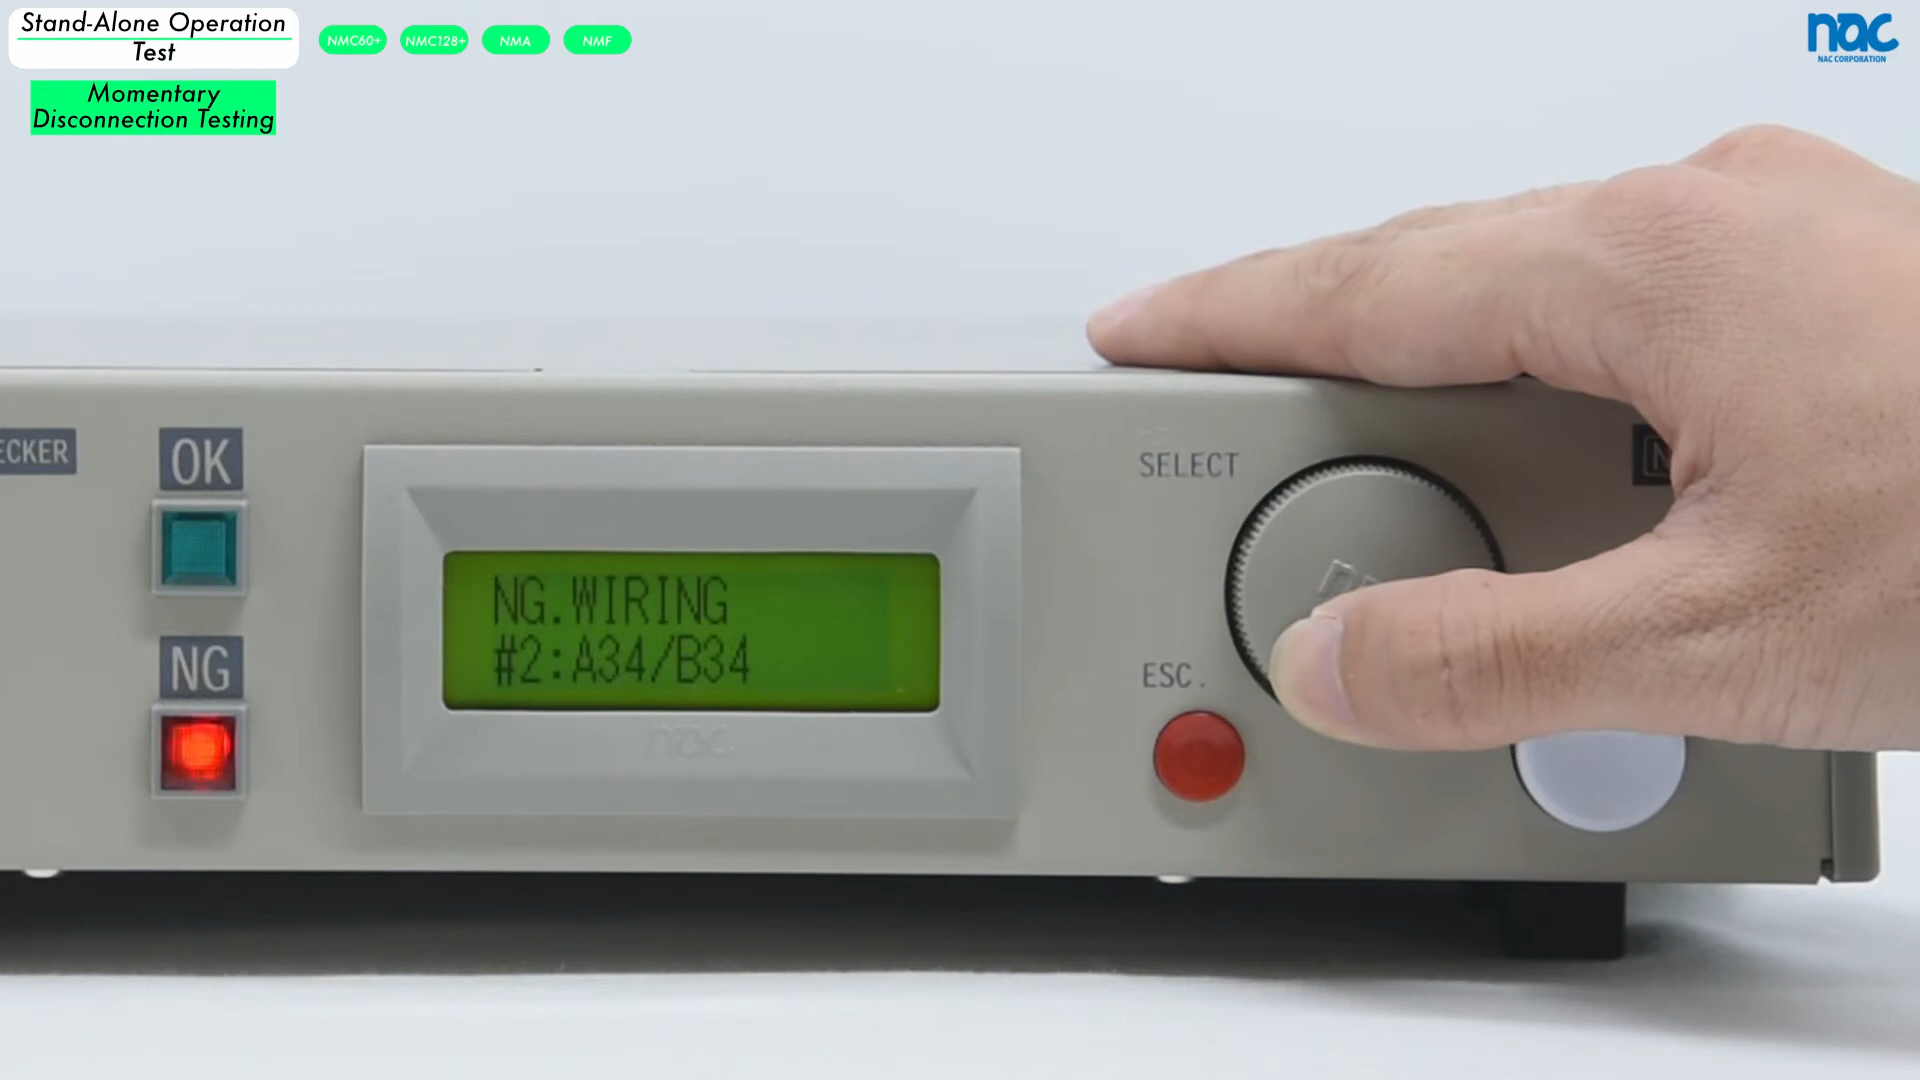 Stand-Alone Operation
Test
NMC60+
NMC128+
NMA
NMF
nac
NAC CORPORATION
Momentary
Disconnection Testing
ECKER
OK
NG
NG.WIRING
#2:A34/B34
nac
SELECT
ESC.